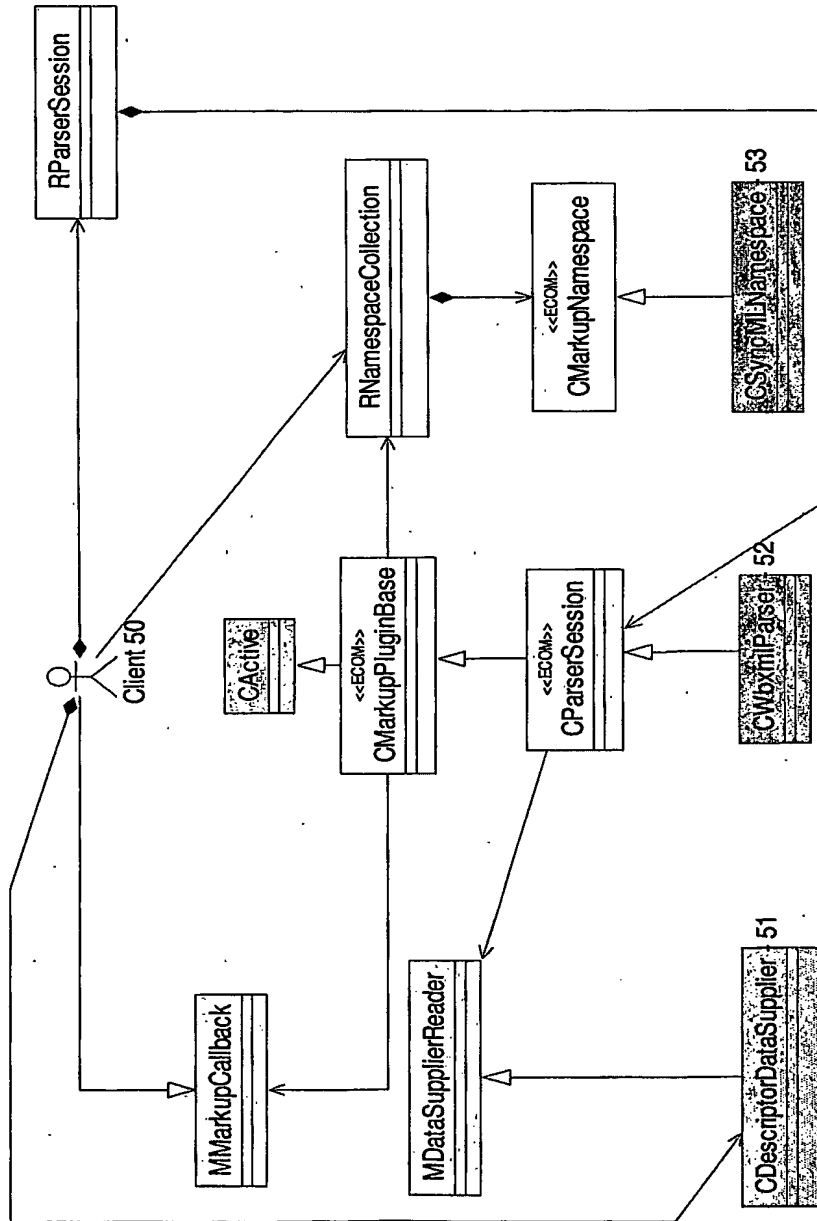 RParserSession
Client 50
CActive
<<ECOM>>
CMarkupPluginBase
RNamespaceCollection
MMarkupCallback
MDataSupplierReader
<<ECOM>>
CParserSession
<<ECOM>>
CMarkupNamespace
CDescriptorDataSupplier - 51
CWbxmlParser - 52
CSyncMLNamespace - 53